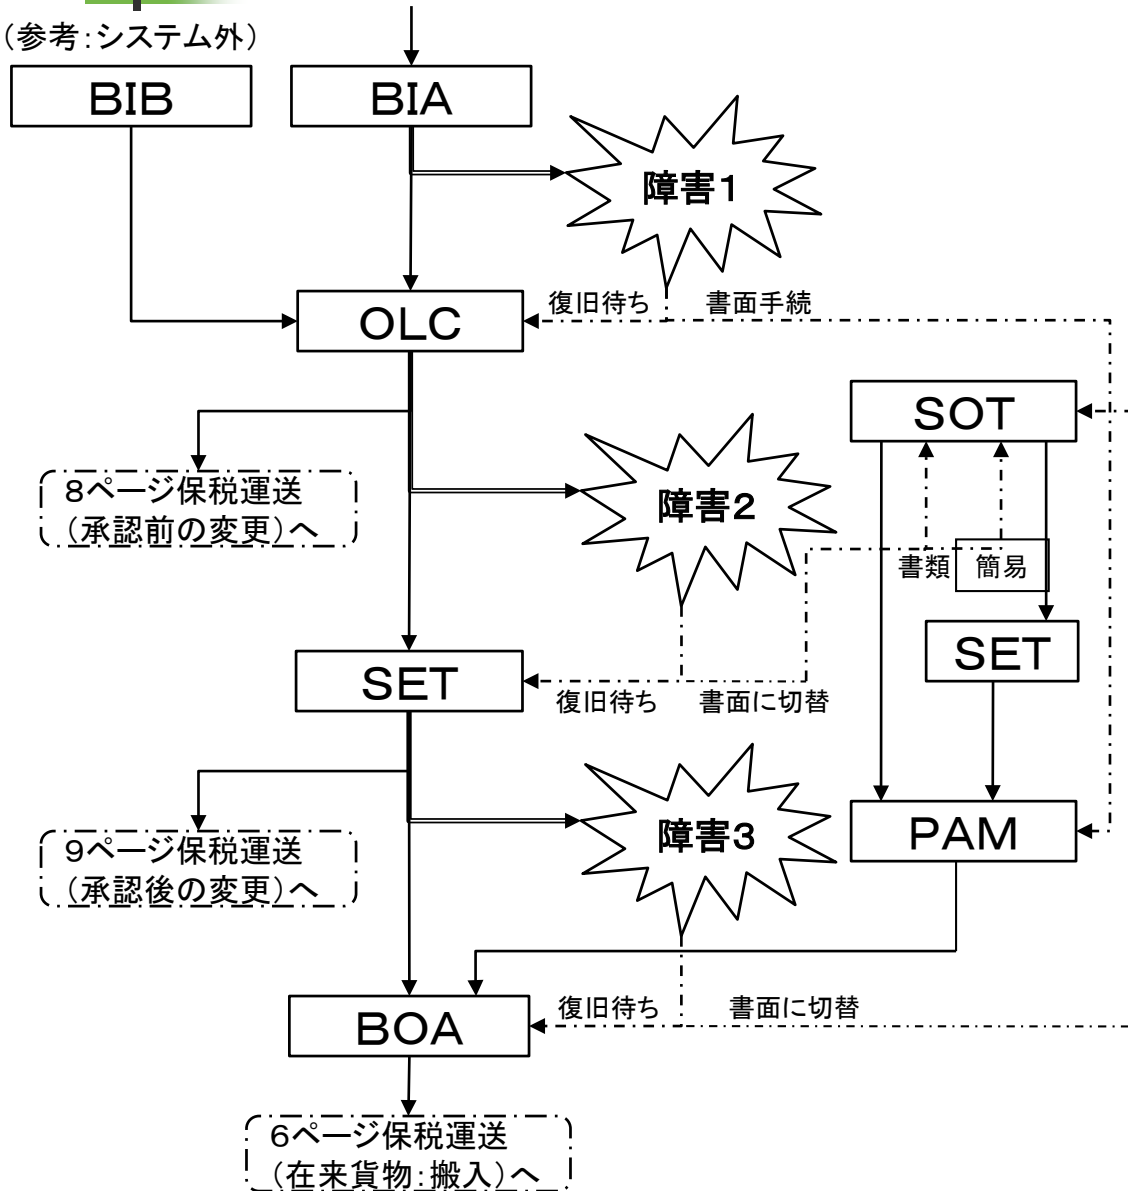 (参考:システム外)
BIB
BIA
障害1
OLC
復旧待ち
書面手続
SOT
8ページ保税運送
(承認前の変更)へ
障害2
書類
簡易
SET
SET
復旧待ち
書面に切替
9ページ保税運送
(承認後の変更)へ
障害3
PAM
BOA
復旧待ち
書面に切替
6ページ保税運送
(在来貨物:搬入)へ